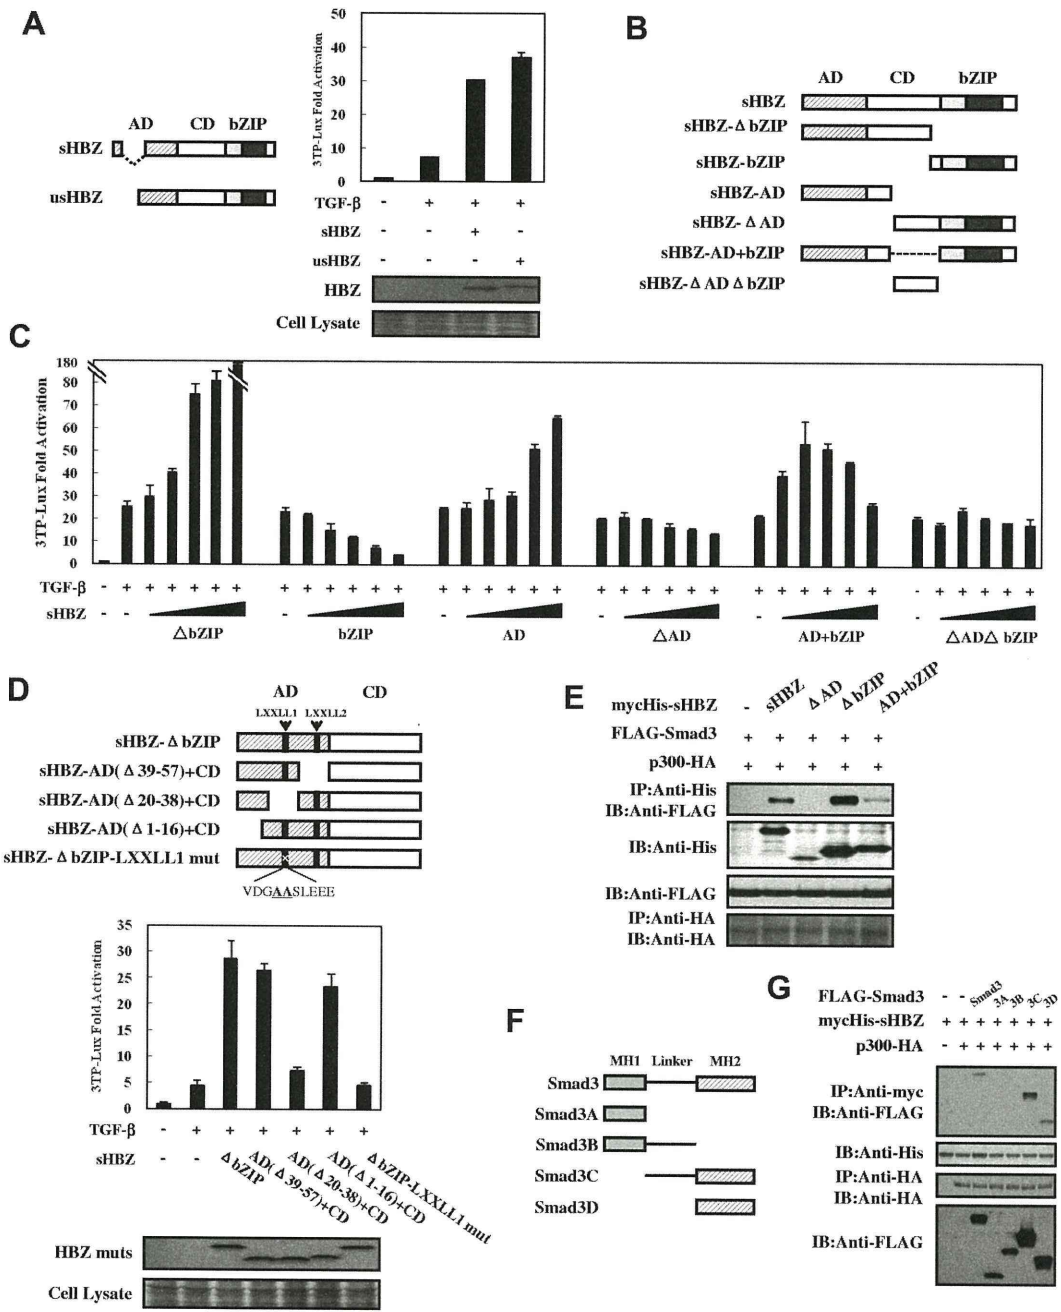 A
AD CD bZIP
sHBZ
usHBZ
3TP-Lux Fold Activation
50
40
30
20
10
0
TGF-β - + + +
sHBZ - - + -
usHBZ - - - +
HBZ
Cell Lysate
B
AD CD bZIP
sHBZ
sHBZ-ΔbZIP
sHBZ-bZIP
sHBZ-AD
sHBZ-ΔAD
sHBZ-AD+bZIP
sHBZ-ΔADΔbZIP
C
3TP-Lux Fold Activation
180
80
70
60
50
40
30
20
10
0
TGF-β - + + + + + + + + + + + + + + + + + + + + + + + + + + + + + + + + + + + +
sHBZ - - - - - - -
△bZIP bZIP AD △AD AD+bZIP △AD△ bZIP
D
AD CD
LXXLL1 LXXLL2
sHBZ-ΔbZIP
sHBZ-AD(Δ39-57)+CD
sHBZ-AD(Δ20-38)+CD
sHBZ-AD(Δ1-16)+CD
sHBZ-ΔbZIP-LXXLL1 mut
VDGAASLEEE
3TP-Lux Fold Activation
35
30
25
20
15
10
5
0
TGF-β - + + + + + +
sHBZ - - ΔbZIP AD(Δ39-57)+CD AD(Δ20-38)+CD AD(Δ1-16)+CD ΔbZIP-LXXLL1 mut
HBZ muts
Cell Lysate
E
mycHis-sHBZ - sHBZ ΔAD ΔbZIP AD+bZIP
FLAG-Smad3 + + + + +
p300-HA + + + + +
IP:Anti-His
IB:Anti-FLAG
IB:Anti-His
IB:Anti-FLAG
IP:Anti-HA
IB:Anti-HA
F
MH1 Linker MH2
Smad3
Smad3A
Smad3B
Smad3C
Smad3D
G
FLAG-Smad3 - - Smad3 3A 3B 3C 3D
mycHis-sHBZ + + + + + + +
p300-HA - + + + + + +
IP:Anti-myc
IB:Anti-FLAG
IB:Anti-His
IP:Anti-HA
IB:Anti-HA
IB:Anti-FLAG